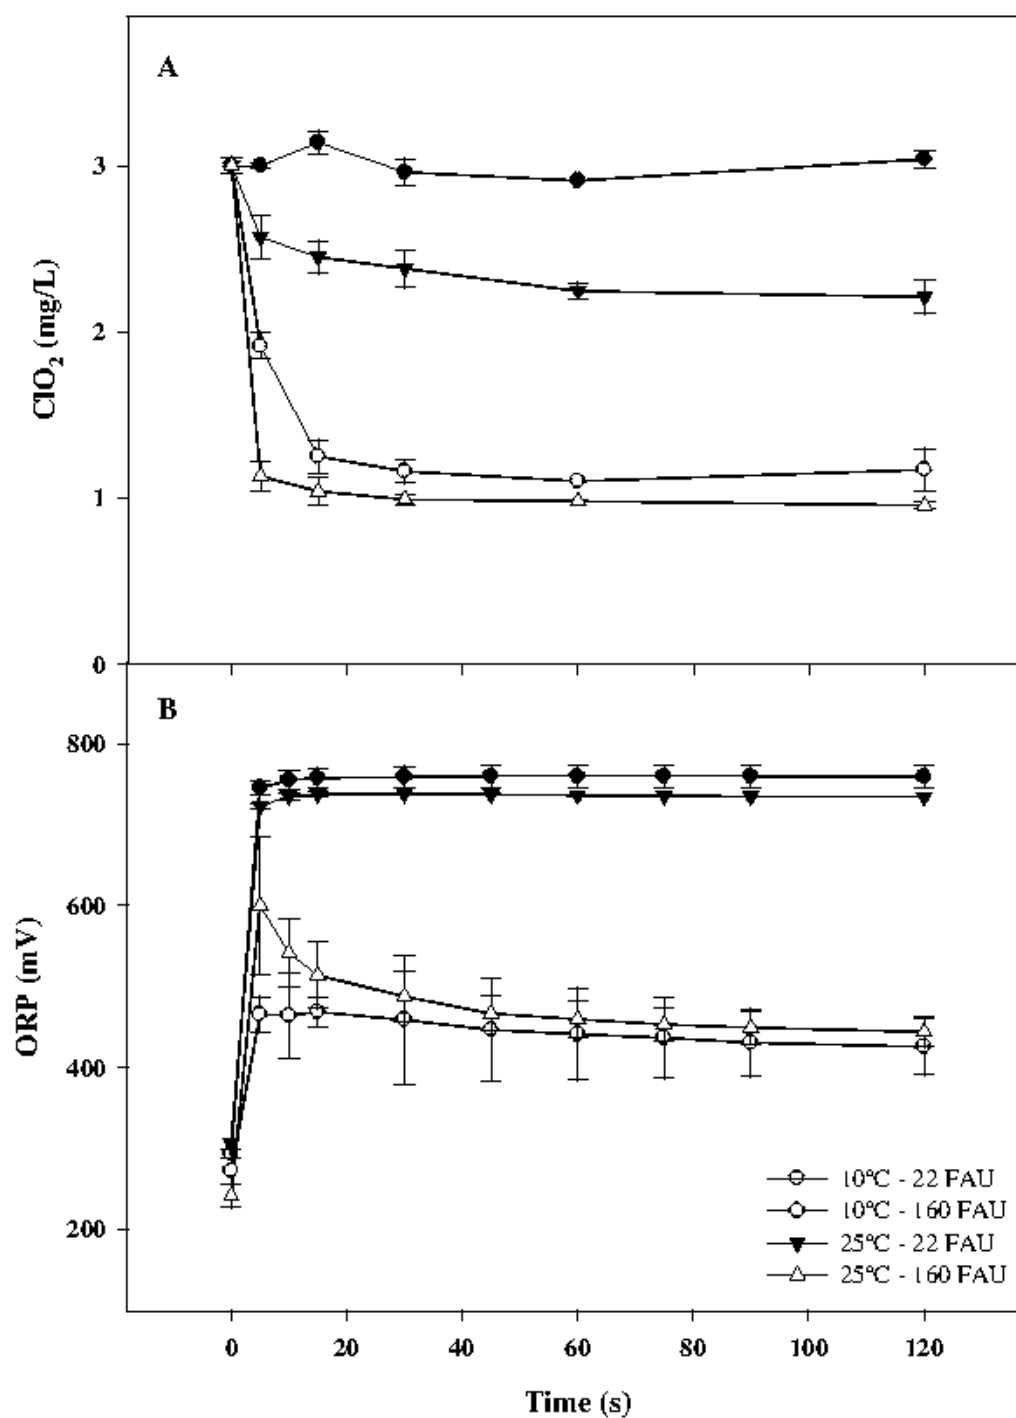 A
3
2
1
0
ClO₂ (mg/L)
B
800
600
400
200
ORP (mV)
10°C - 22 FAU
10°C - 160 FAU
25°C - 22 FAU
25°C - 160 FAU
0 20 40 60 80 100 120
Time (s)